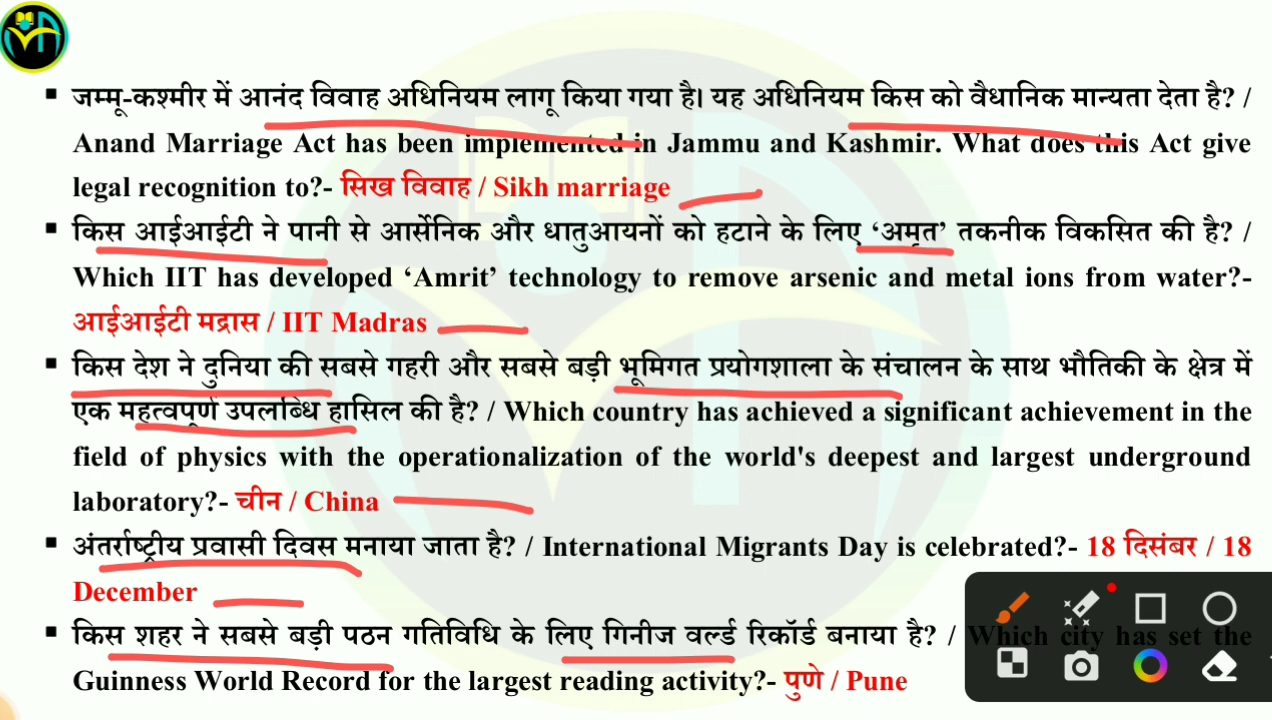 ▪ जम्मू-कश्मीर में आनंद विवाह अधिनियम लागू किया गया है। यह अधिनियम किस को वैधानिक मान्यता देता है? /
Anand Marriage Act has been implemented in Jammu and Kashmir. What does this Act give
legal recognition to?- सिख विवाह / Sikh marriage
▪ किस आईआईटी ने पानी से आर्सेनिक और धातुआयनों को हटाने के लिए ‘अमृत’ तकनीक विकसित की है? /
Which IIT has developed ‘Amrit’ technology to remove arsenic and metal ions from water?-
आईआईटी मद्रास / IIT Madras
▪ किस देश ने दुनिया की सबसे गहरी और सबसे बड़ी भूमिगत प्रयोगशाला के संचालन के साथ भौतिकी के क्षेत्र में
एक महत्वपूर्ण उपलब्धि हासिल की है? / Which country has achieved a significant achievement in the
field of physics with the operationalization of the world's deepest and largest underground
laboratory?- चीन / China
▪ अंतर्राष्ट्रीय प्रवासी दिवस मनाया जाता है? / International Migrants Day is celebrated?- 18 दिसंबर / 18
December
▪ किस शहर ने सबसे बड़ी पठन गतिविधि के लिए गिनीज वर्ल्ड रिकॉर्ड बनाया है? / Which city has set the
Guinness World Record for the largest reading activity?- पुणे / Pune